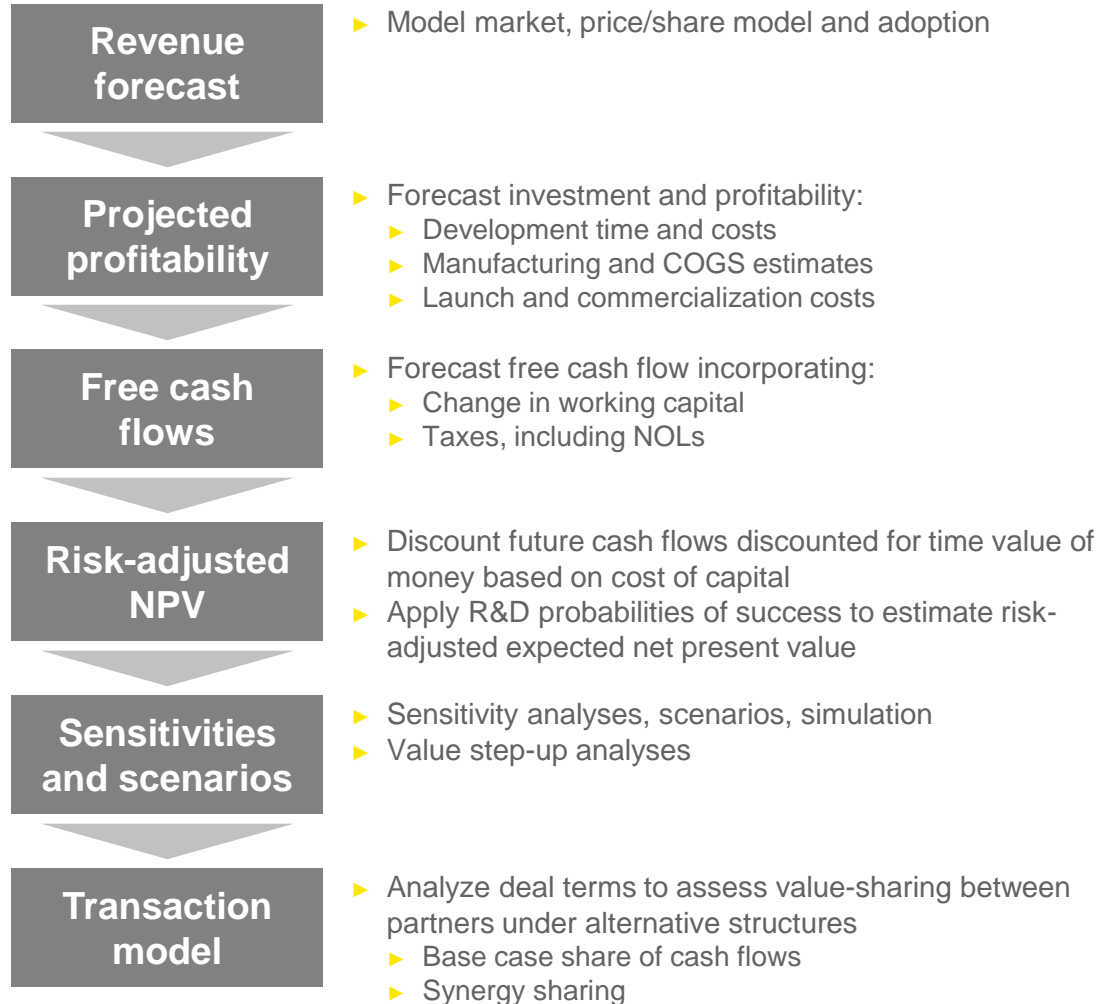 Revenue
forecast
► Model market, price/share model and adoption
Projected
profitability
► Forecast investment and profitability:
► Development time and costs
► Manufacturing and COGS estimates
► Launch and commercialization costs
Free cash
flows
► Forecast free cash flow incorporating:
► Change in working capital
► Taxes, including NOLs
Risk-adjusted
NPV
► Discount future cash flows discounted for time value of
money based on cost of capital
► Apply R&D probabilities of success to estimate risk-
adjusted expected net present value
Sensitivities
and scenarios
► Sensitivity analyses, scenarios, simulation
► Value step-up analyses
Transaction
model
► Analyze deal terms to assess value-sharing between
partners under alternative structures
► Base case share of cash flows
► Synergy sharing